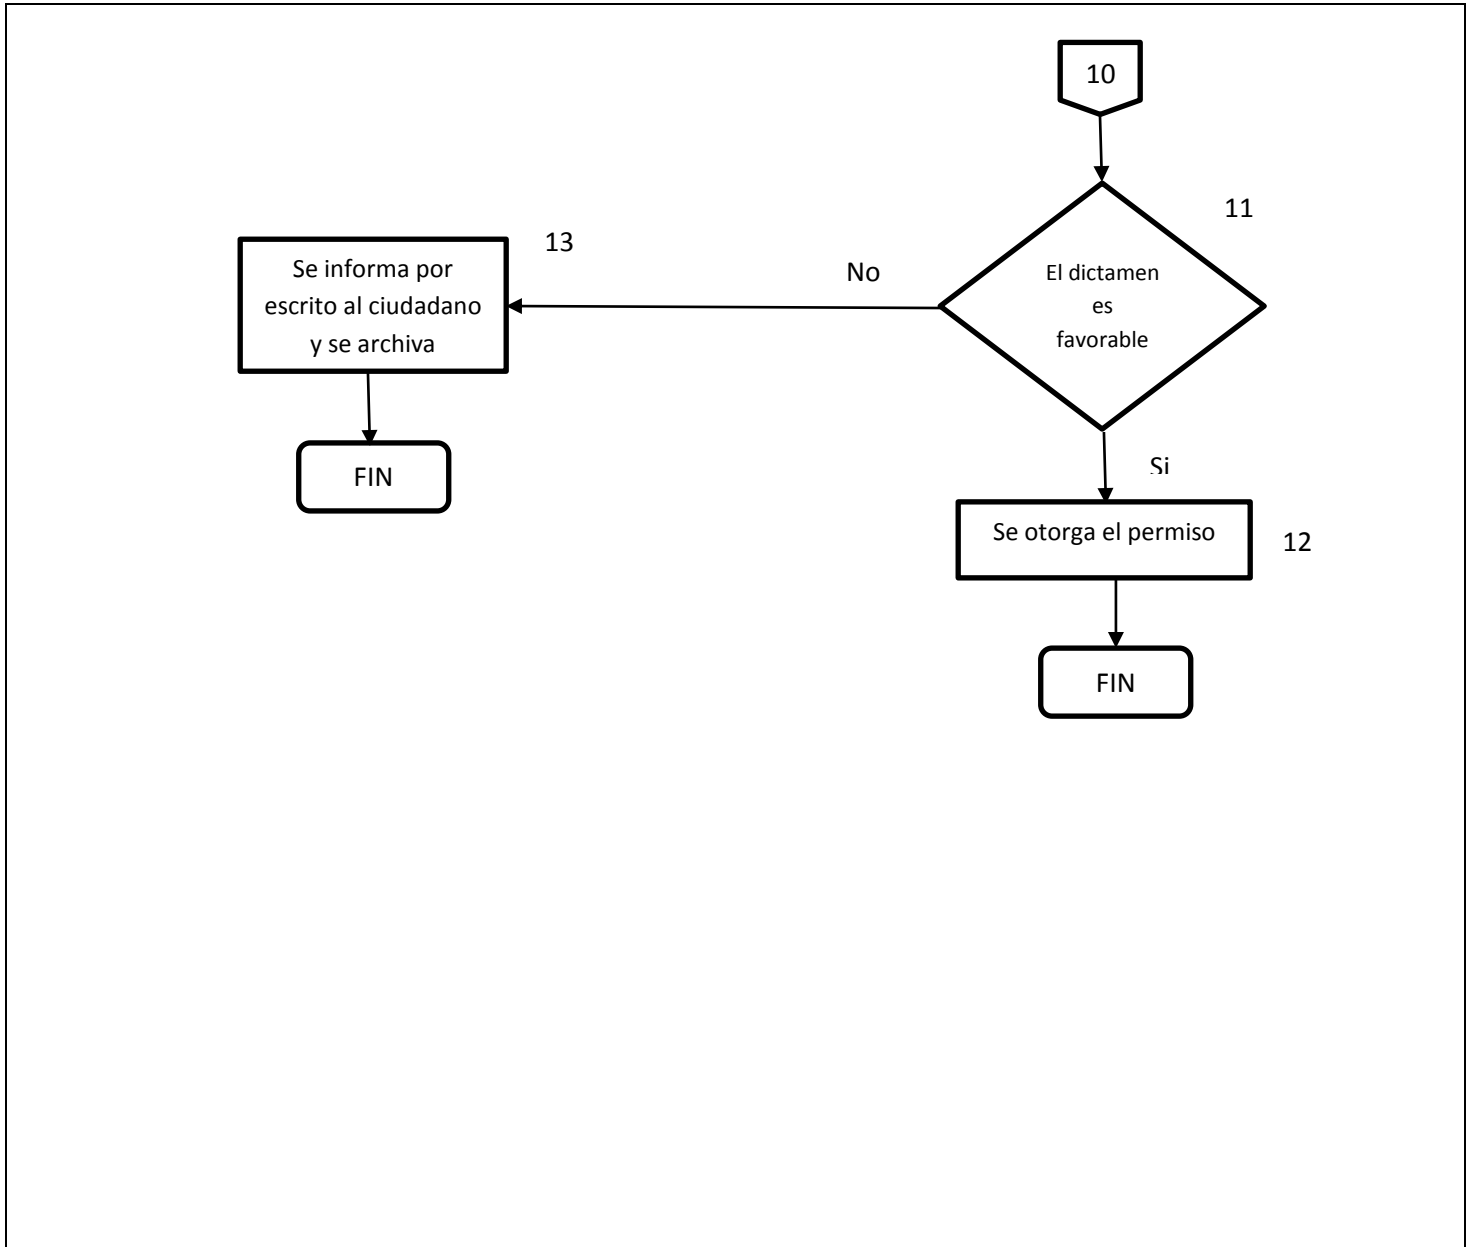 10
11
El dictamen
es
favorable
No
13
Se informa por
escrito al ciudadano
y se archiva
FIN
Si
Se otorga el permiso
12
FIN